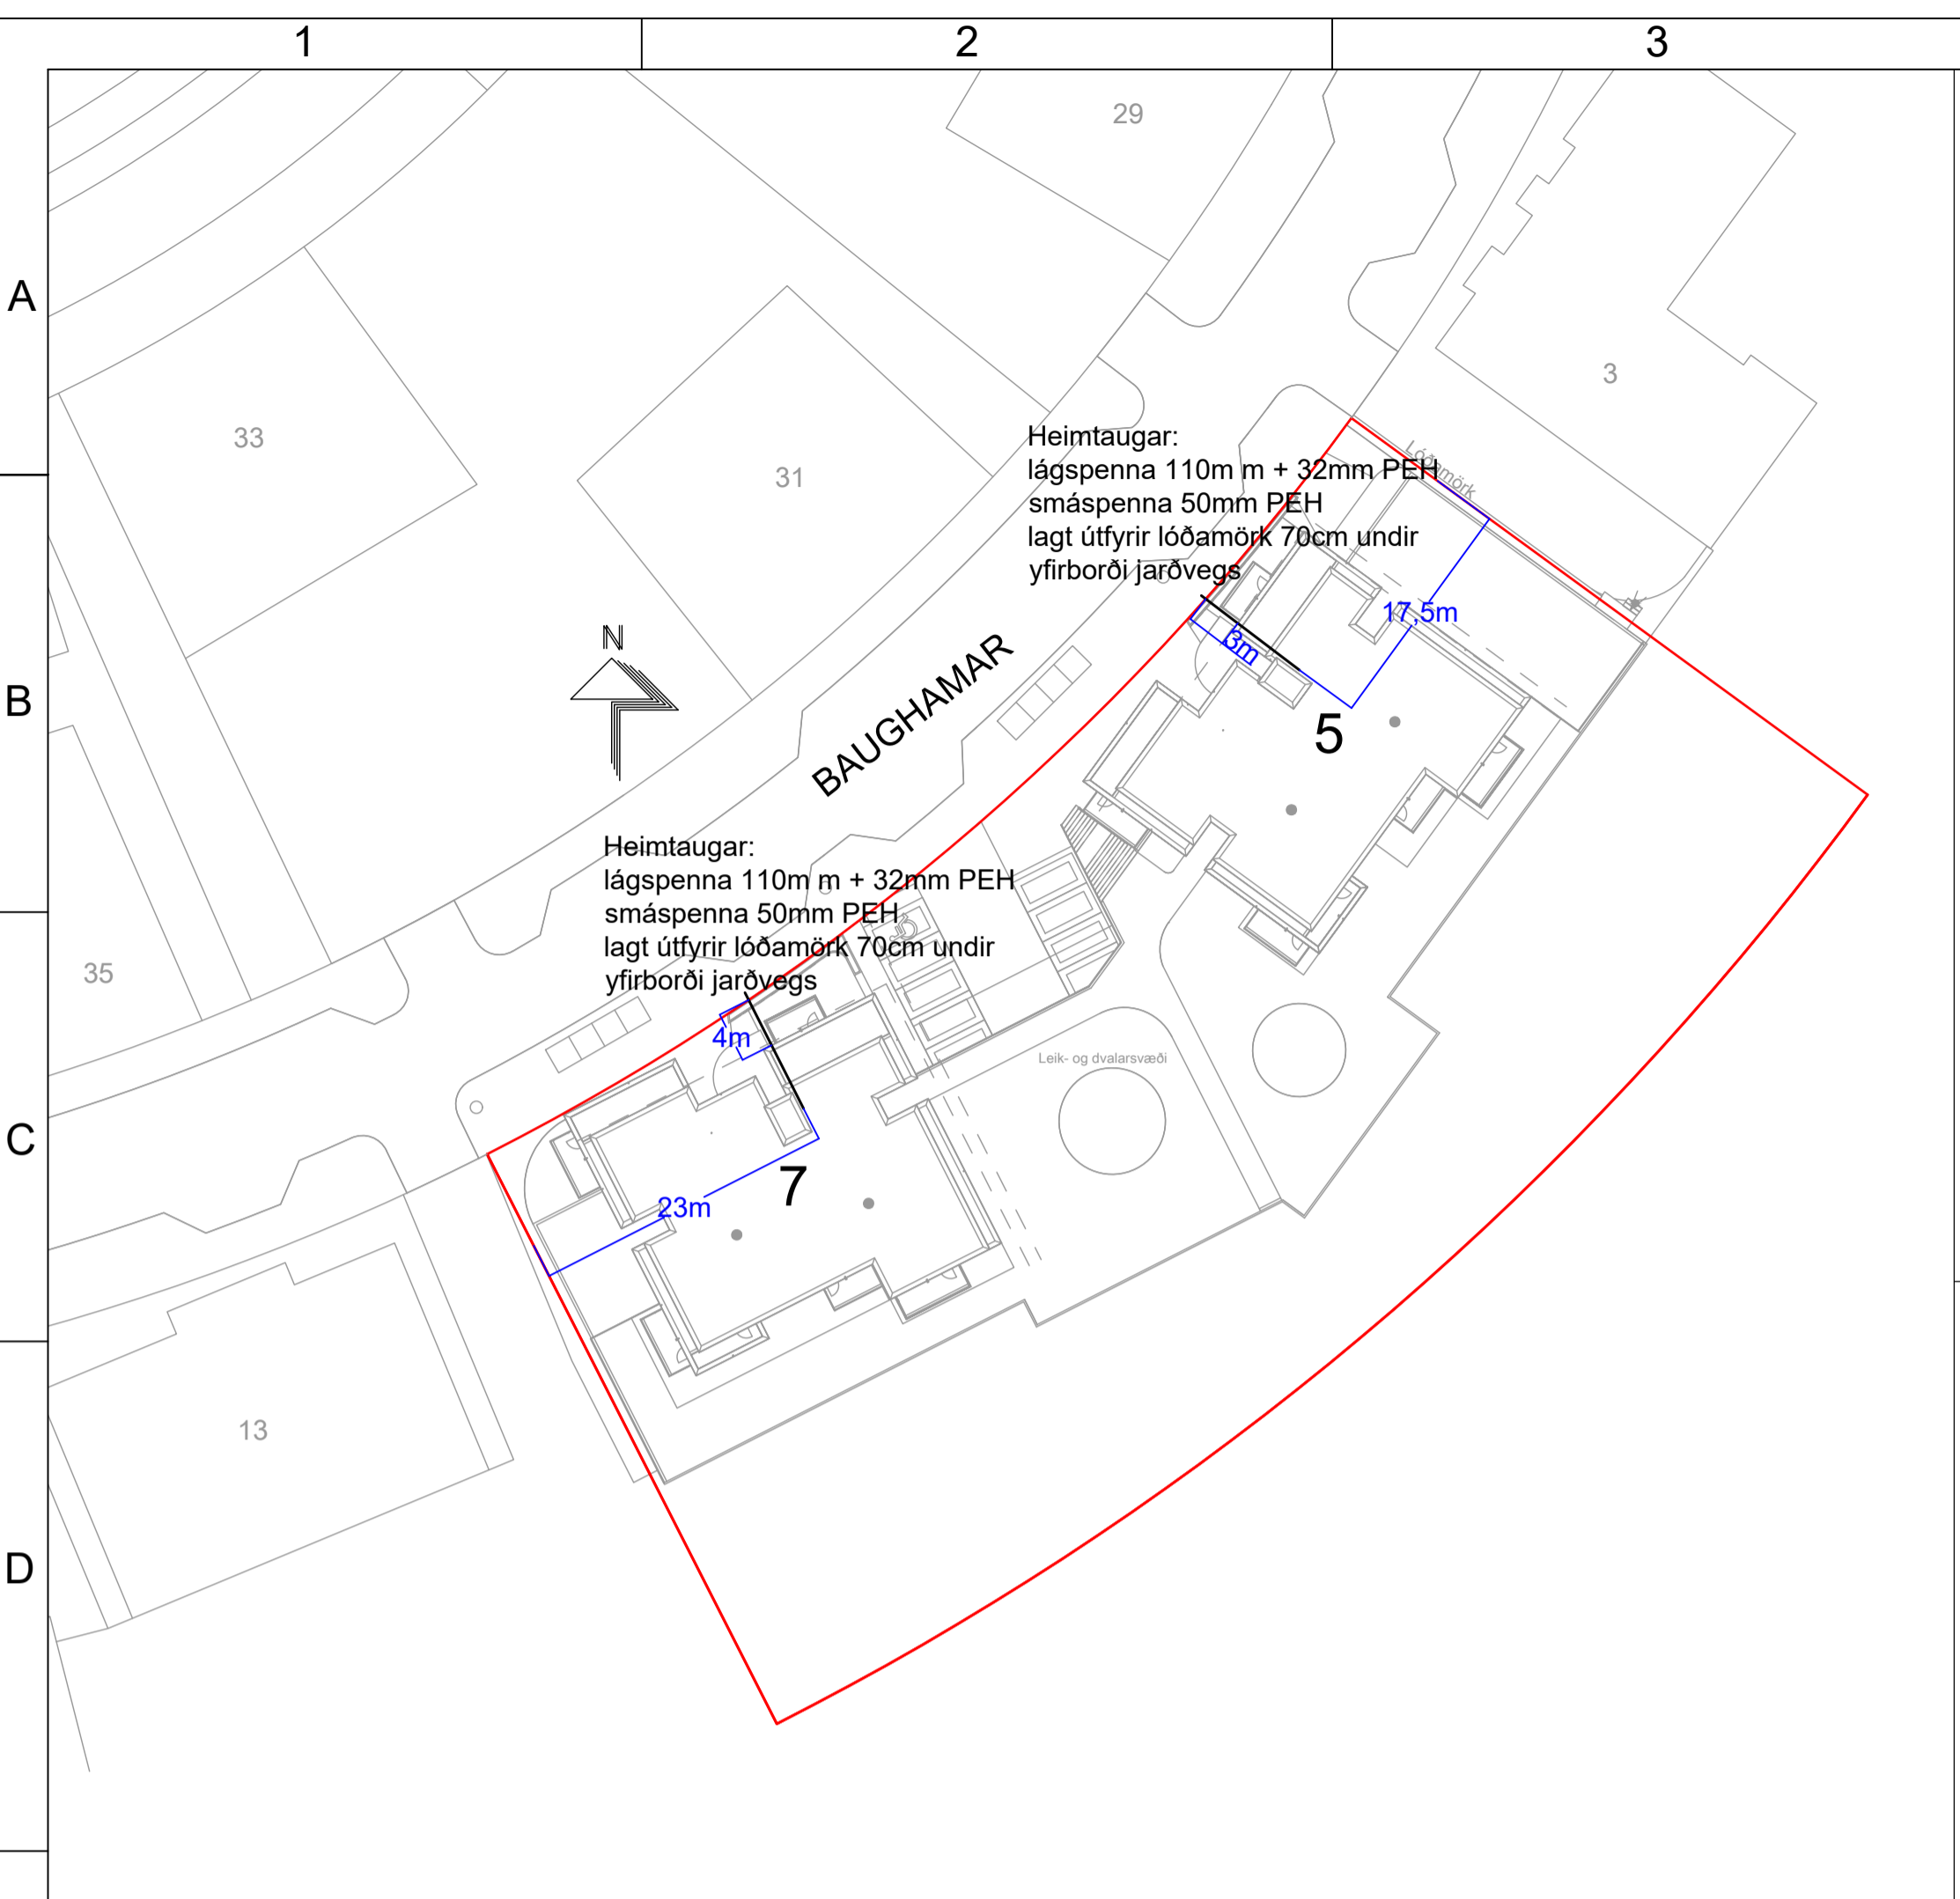 1
2
3
A
B
C
D
29
33
31
3
35
13
N
BAUGHAMAR
Lóðamörk
Heimtaugar:
lágspenna 110m m + 32mm PEH
smáspenna 50mm PEH
lagt útfyrir lóðamörk 70cm undir
yfirborði jarðvegs
17,5m
3m
5
Heimtaugar:
lágspenna 110m m + 32mm PEH
smáspenna 50mm PEH
lagt útfyrir lóðamörk 70cm undir
yfirborði jarðvegs
4m
Leik- og dvalarsvæði
7
23m